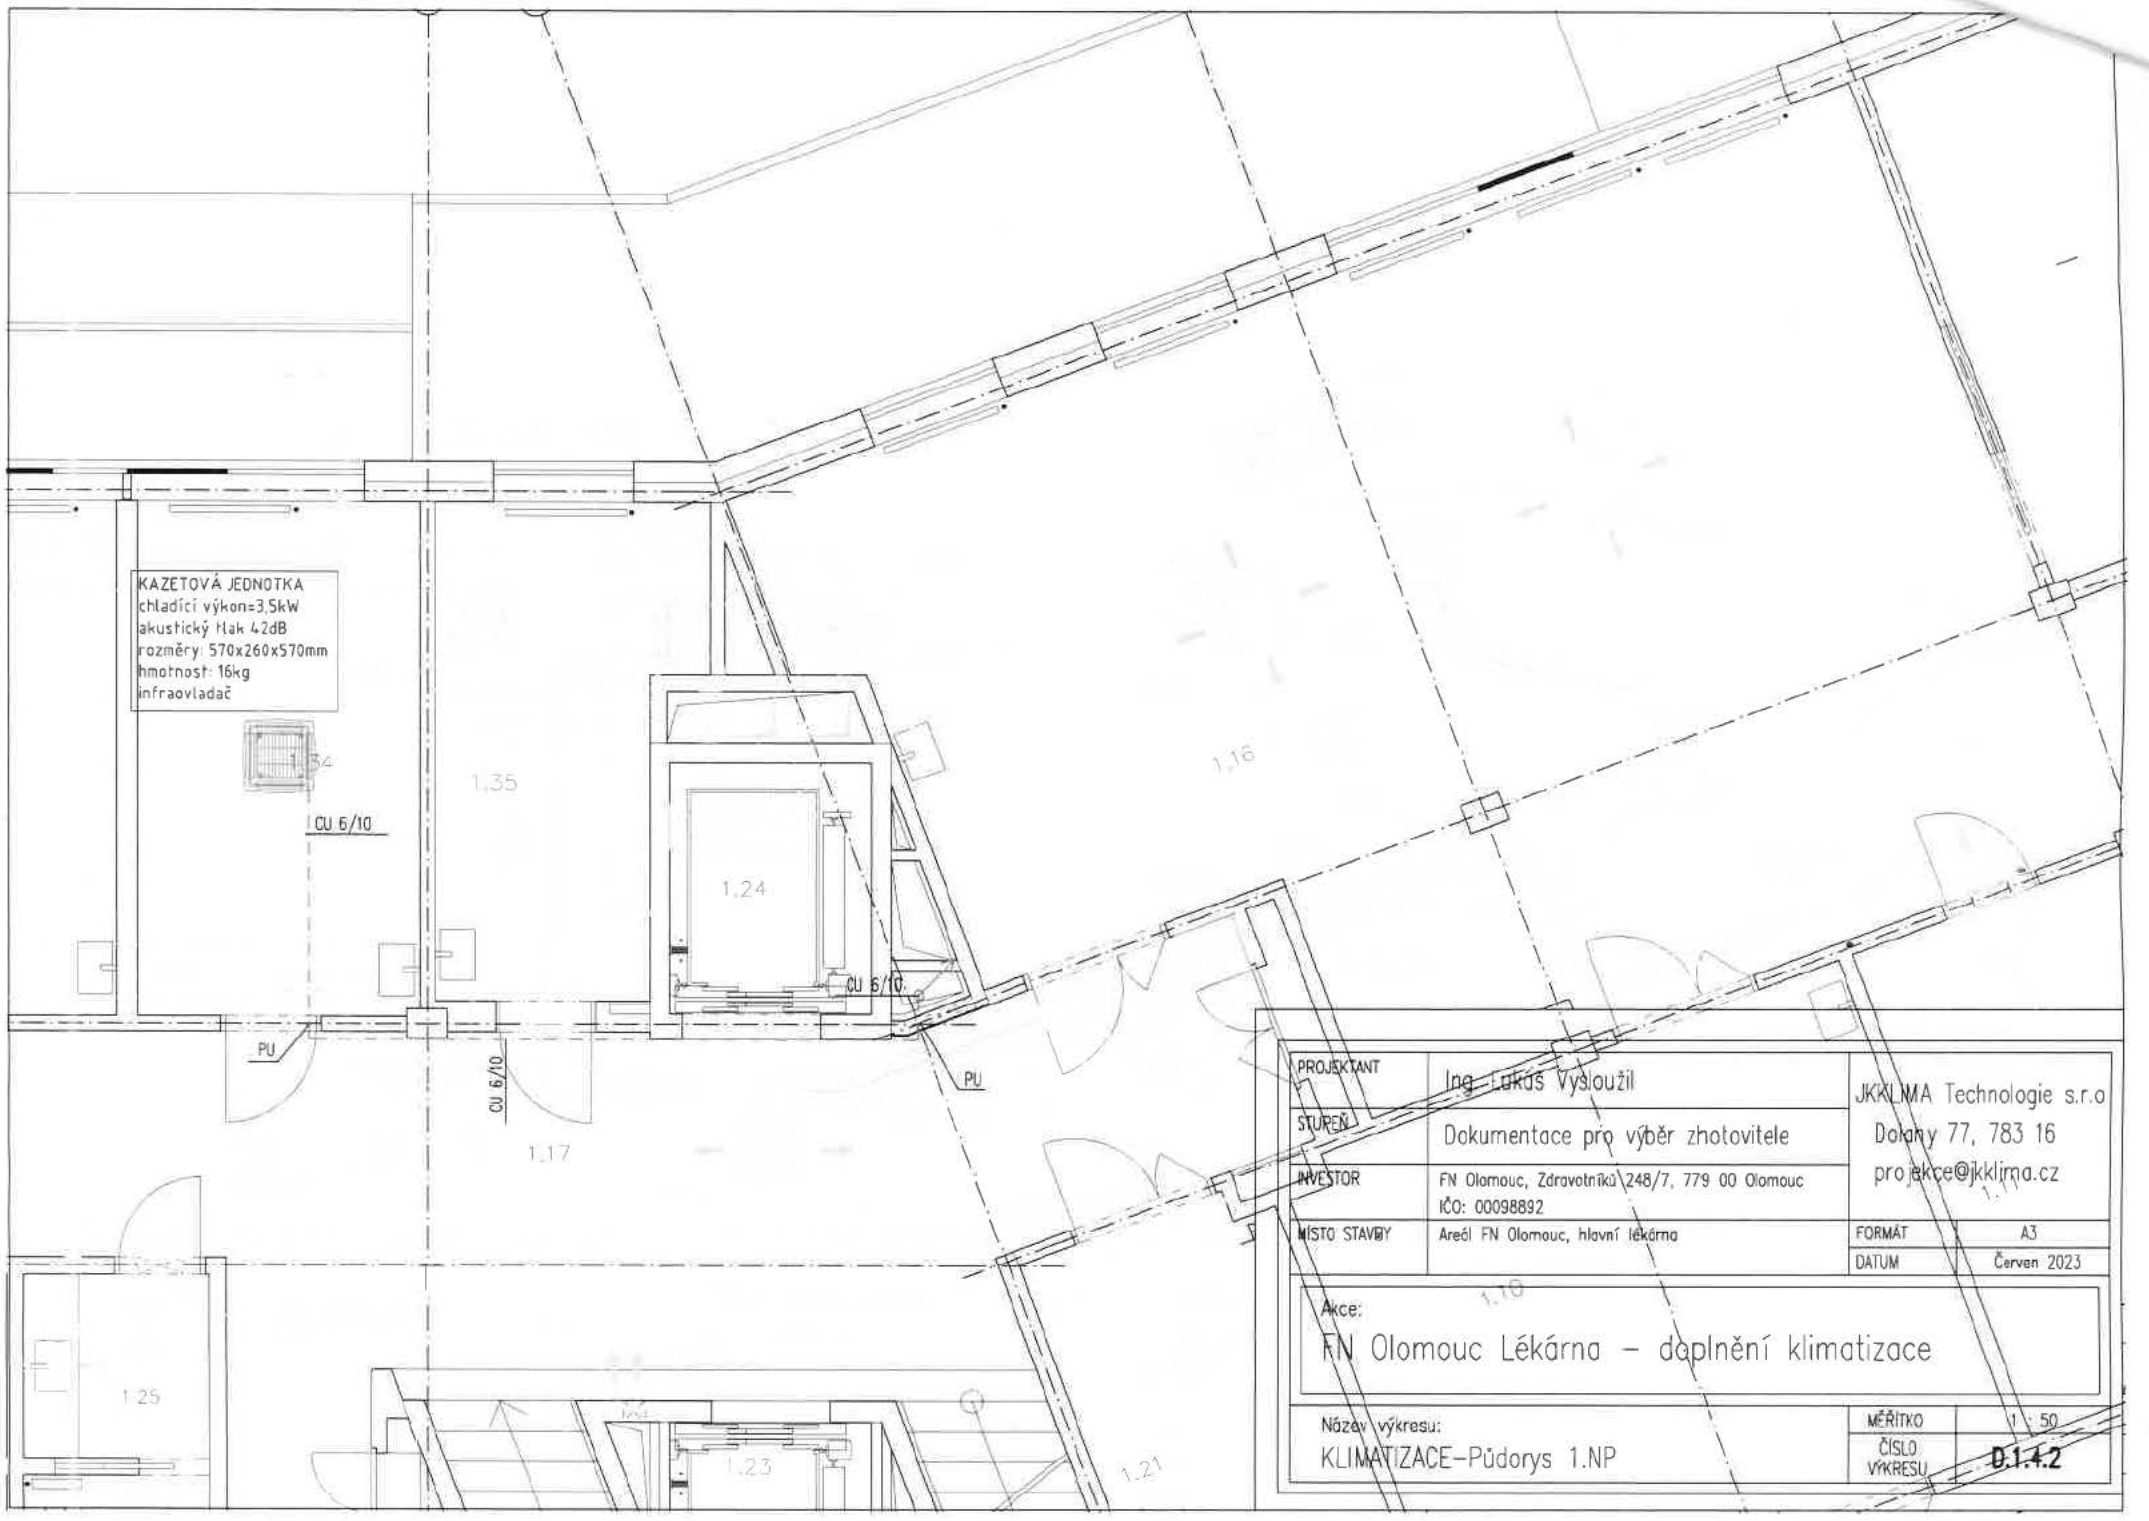 KAZETOVÁ JEDNOTKA
chladící výkon=3,5kW
akustický tlak 42dB
rozměry: 570x260x570mm
hmotnost: 16kg
infraovladač
1.34
1.35
1.16
CU 6/10
1.24
CU 6/10
PU
CU 6/10
PU
1.17
1.25
1.23
1.21
PROJEKTANT
Ing. Lukáš Vysloužil
JKKLIMA Technologie s.r.o
Dolany 77, 783 16
projekce@jkklima.cz
STUPEŇ
Dokumentace pro výběr zhotovitele
INVESTOR
FN Olomouc, Zdravotníků 248/7, 779 00 Olomouc
IČO: 00098892
1.11
MÍSTO STAVBY
Areál FN Olomouc, hlavní lékárna
FORMÁT
A3
DATUM
Červen 2023
1.10
Akce:
FN Olomouc Lékárna – doplnění klimatizace
Název výkresu:
KLIMATIZACE–Půdorys 1.NP
MĚŘÍTKO
1 : 50
ČÍSLO
VÝKRESU
D.1.4.2